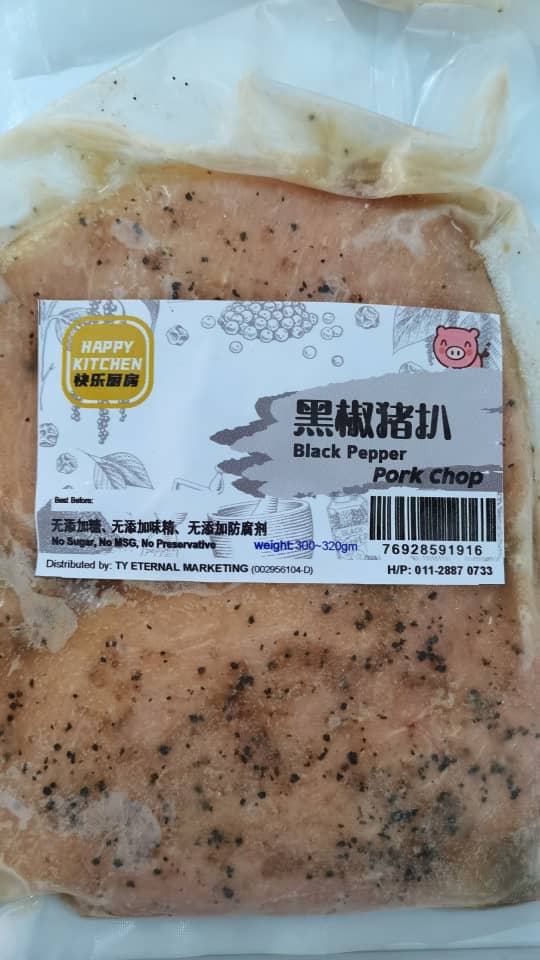 HAPPY
KITCHEN
快乐厨房
黑椒猪扒
Black Pepper
Pork Chop
Best Before:
无添加糖、无添加味精、无添加防腐剂
No Sugar, No MSG, No Preservative
weight: 300~320gm
76928591916
Distributed by: TY ETERNAL MARKETING (002956104-D)
H/P: 011-2887 0733